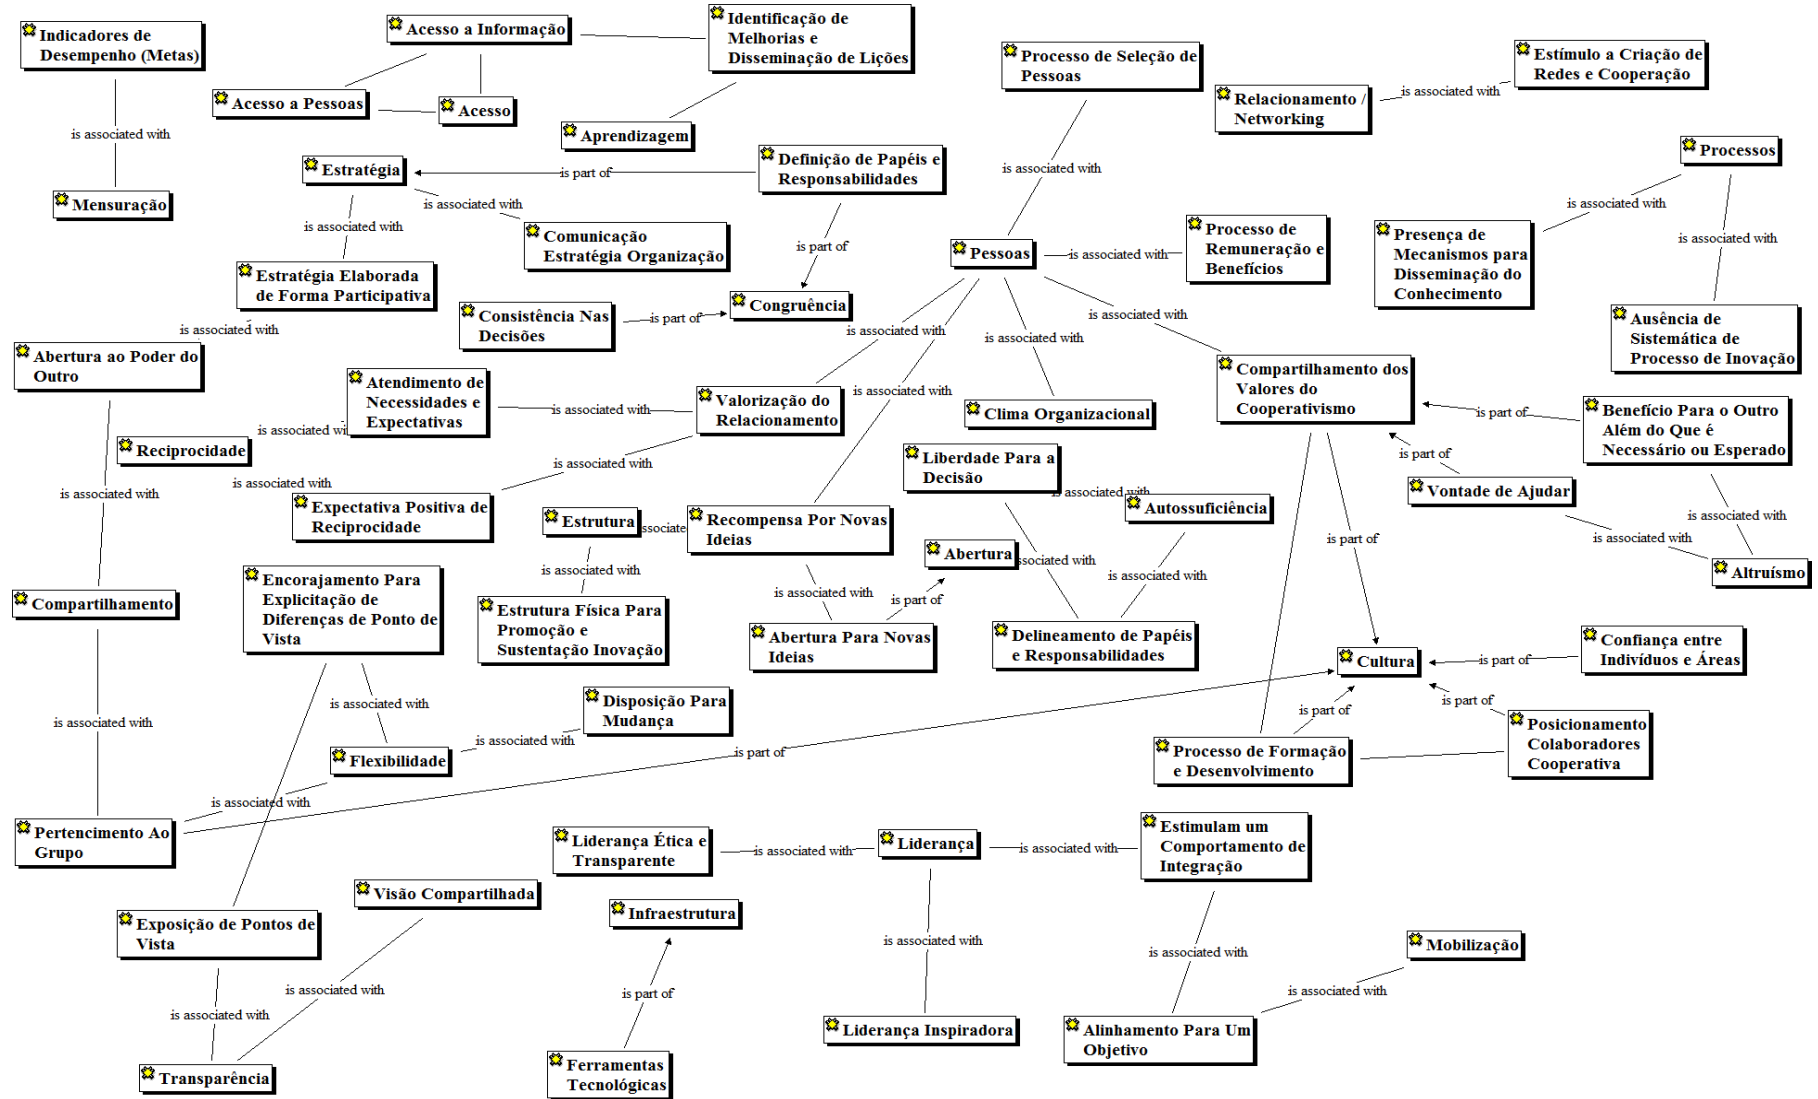 Indicadores de
Desempenho (Metas)
is associated with
Mensuração
Acesso a Informação
Identificação de
Melhorias e
Disseminação de Lições
Acesso a Pessoas
Acesso
Aprendizagem
Processo de Seleção de
Pessoas
is associated with
Estímulo a Criação de
Redes e Cooperação
is associated with
Relacionamento /
Networking
Processos
is associated with
is associated with
Presença de
Mecanismos para
Disseminação do
Conhecimento
Ausência de
Sistemática de
Processo de Inovação
Estratégia
is part of
Definição de Papéis e
Responsabilidades
is associated with
is associated with
Comunicação
Estratégia Organização
is part of
Estratégia Elaborada
de Forma Participativa
is associated with
Consistência Nas
Decisões
is part of
Congruência
Pessoas
is associated with
Processo de
Remuneração e
Benefícios
is associated with
is associated with
is associated with
is associated with
Abertura ao Poder do
Outro
Atendimento de
Necessidades e
Expectativas
is associated with
Valorização do
Relacionamento
Clima Organizacional
Compartilhamento dos
Valores do
Cooperativismo
is part of
Benefício Para o Outro
Além do Que é
Necessário ou Esperado
Reciprocidade
is associated wi
is associated with
is associated with
is associated with
Expectativa Positiva de
Reciprocidade
Liberdade Para a
Decisão
is associated with
Autossuficiência
is part of
Vontade de Ajudar
is associated with
is associated with
Altruísmo
Estrutura
associate
Recompensa Por Novas
Ideias
Abertura
associated with
is associated with
is part of
is associated with
is associated with
Encorajamento Para
Explicitação de
Diferenças de Ponto de
Vista
is associated with
Compartilhamento
Estrutura Física Para
Promoção e
Sustentação Inovação
Abertura Para Novas
Ideias
is part of
Delineamento de Papéis
e Responsabilidades
Cultura
is part of
Confiança entre
Indivíduos e Áreas
is associated with
is associated with
Disposição Para
Mudança
is associated with
Flexibilidade
is part of
is part of
is part of
Processo de Formação
e Desenvolvimento
Posicionamento
Colaboradores
Cooperativa
is associated with
Pertencimento Ao
Grupo
Liderança Ética e
Transparente
is associated with
Liderança
is associated with
Estimulam um
Comportamento de
Integração
Visão Compartilhada
Infraestrutura
Exposição de Pontos de
Vista
is associated with
is associated with
Mobilização
is associated with
is associated with
is part of
is associated with
Liderança Inspiradora
Alinhamento Para Um
Objetivo
Transparência
Ferramentas
Tecnológicas